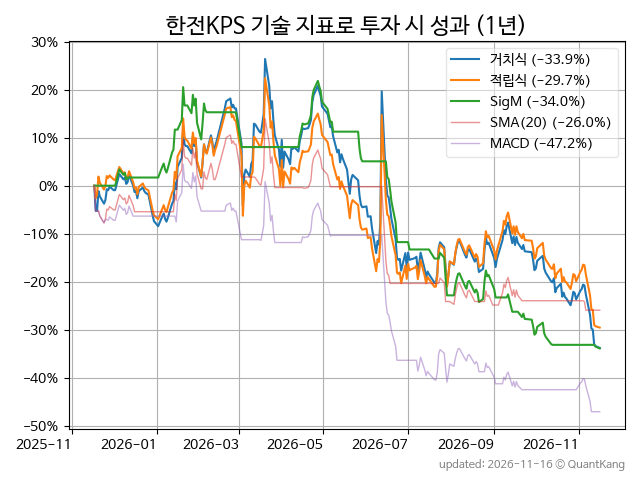 한전KPS 기술 지표로 투자 시 성과 (1년)
30%
20%
10%
0%
−10%
−20%
−30%
−40%
−50%
거치식 (−33.9%)
적립식 (−29.7%)
SigM (−34.0%)
SMA(20) (−26.0%)
MACD (−47.2%)
2025-11 2026-01 2026-03 2026-05 2026-07 2026-09 2026-11
updated: 2026-11-16 © QuantKang